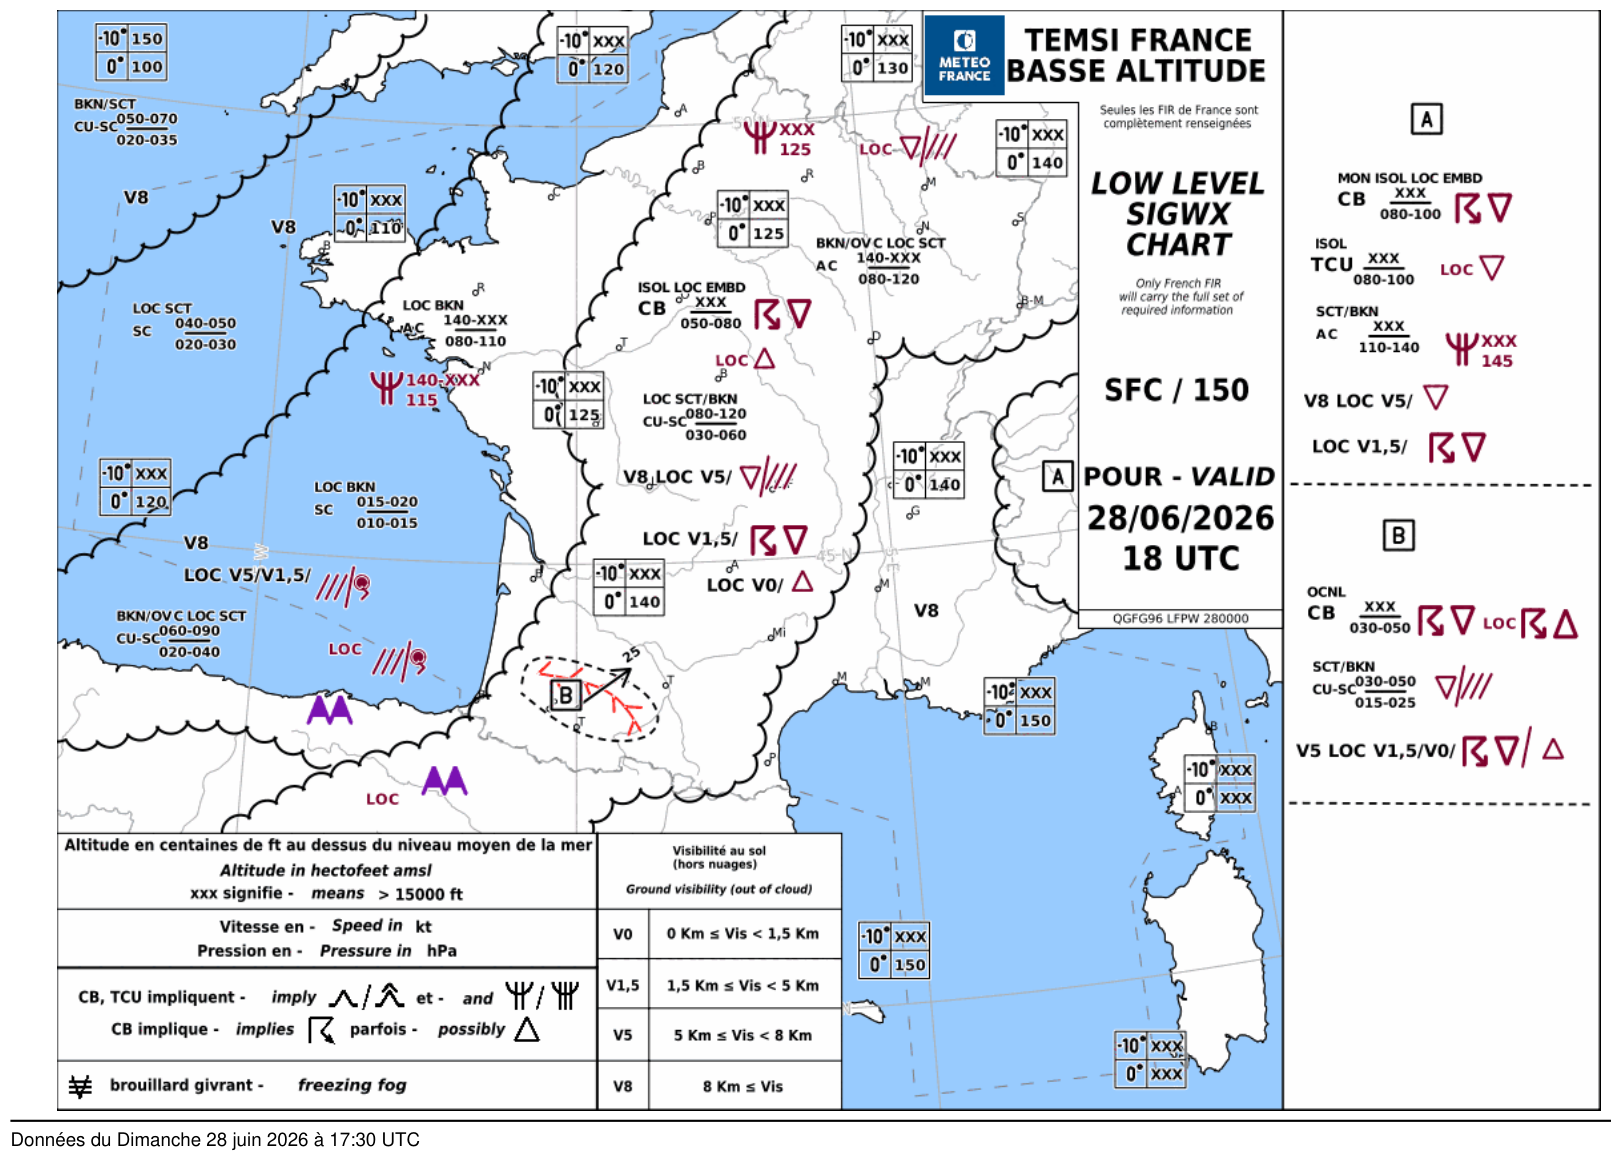 -10° 150
0° 100
-10° XXX
0° 120
-10° XXX
0° 130
METEO
FRANCE
TEMSI FRANCE
BASSE ALTITUDE
Seules les FIR de France sont
complètement renseignées
LOW LEVEL
SIGWX
CHART
Only French FIR
will carry the full set of
required information
SFC / 150
POUR - VALID
28/06/2026
18 UTC
QGFG96 LFPW 280000
BKN/SCT
CU-SC 050-070
020-035
V8
V8
-10° XXX
0° 110
XXX
125
LOC
-10° XXX
0° 140
-10° XXX
0° 125
BKN/OVC LOC SCT
AC 140-XXX
080-120
LOC SCT
SC 040-050
020-030
LOC BKN
AC 140-XXX
080-110
140-XXX
115
ISOL LOC EMBD
CB XXX
050-080
LOC
-10° XXX
0° 125
LOC SCT/BKN
CU-SC 080-120
030-060
V8 LOC V5/
LOC V1,5/
LOC V0/
-10° XXX
0° 140
-10° XXX
0° 120
LOC BKN
SC 015-020
010-015
V8
LOC V5/V1,5/
BKN/OVC LOC SCT
CU-SC 060-090
020-040
LOC
-10° XXX
0° 140
V8
A
B
25
LOC
50 N
45 N
W
5 E
A
B
R
M
P
N
S
B-M
D
T
B
G
A
M
Mi
T
T
P
M
M
N
B
A
C
C
B
R
N
B
-10° XXX
0° 150
-10° XXX
0° XXX
-10° XXX
0° 150
-10° XXX
0° XXX
A
MON ISOL LOC EMBD
CB XXX
080-100
ISOL
TCU XXX
080-100
LOC
SCT/BKN
AC XXX
110-140
XXX
145
V8 LOC V5/
LOC V1,5/
B
OCNL
CB XXX
030-050
LOC
SCT/BKN
CU-SC 030-050
015-025
V5 LOC V1,5/V0/
Altitude en centaines de ft au dessus du niveau moyen de la mer
Altitude in hectofeet amsl
xxx signifie - means > 15000 ft
Vitesse en - Speed in kt
Pression en - Pressure in hPa
CB, TCU impliquent - imply / et - and /
CB implique - implies parfois - possibly
brouillard givrant - freezing fog
Visibilité au sol
(hors nuages)
Ground visibility (out of cloud)
V0 0 Km ≤ Vis < 1,5 Km
V1,5 1,5 Km ≤ Vis < 5 Km
V5 5 Km ≤ Vis < 8 Km
V8 8 Km ≤ Vis
Données du Dimanche 28 juin 2026 à 17:30 UTC